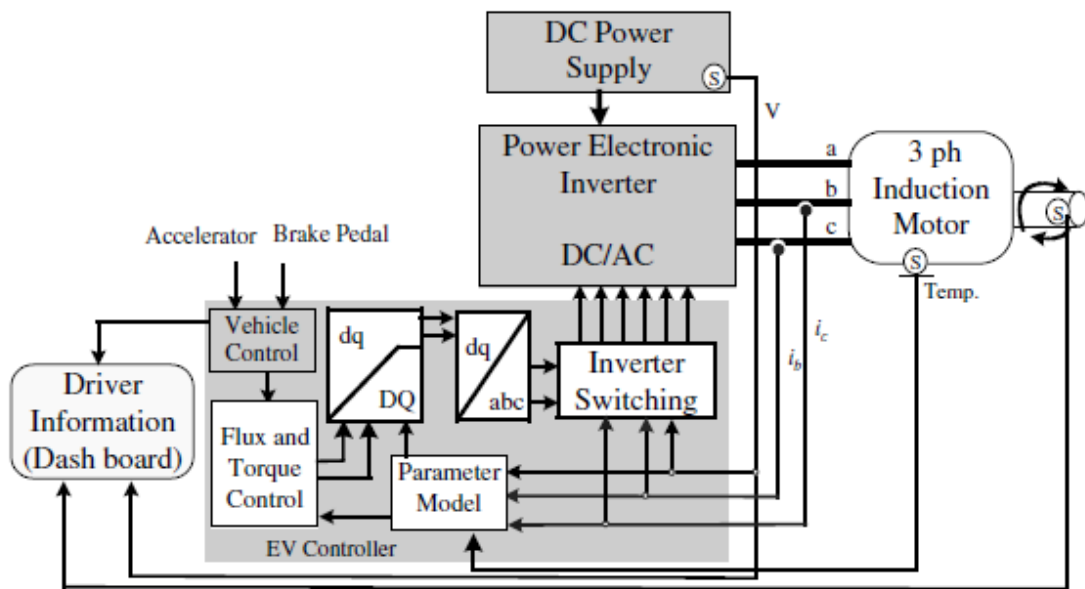 DC Power
Supply
S
V
Power Electronic
Inverter
DC/AC
a
b
c
3 ph
Induction
Motor
S
S
Temp.
Accelerator
Brake Pedal
i_c
i_b
Vehicle
Control
dq
DQ
dq
abc
Inverter
Switching
Driver
Information
(Dash board)
Flux and
Torque
Control
Parameter
Model
EV Controller